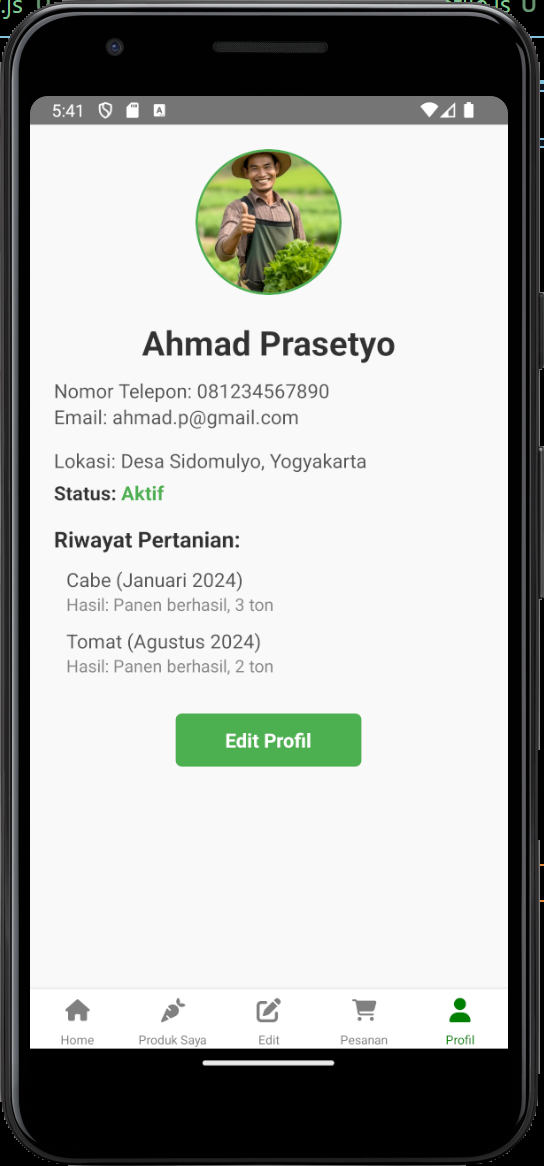 .js U
.js U
5:41
A
Ahmad Prasetyo
Nomor Telepon: 081234567890
Email: ahmad.p@gmail.com
Lokasi: Desa Sidomulyo, Yogyakarta
Status: Aktif
Riwayat Pertanian:
Cabe (Januari 2024)
Hasil: Panen berhasil, 3 ton
Tomat (Agustus 2024)
Hasil: Panen berhasil, 2 ton
Edit Profil
Home
Produk Saya
Edit
Pesanan
Profil